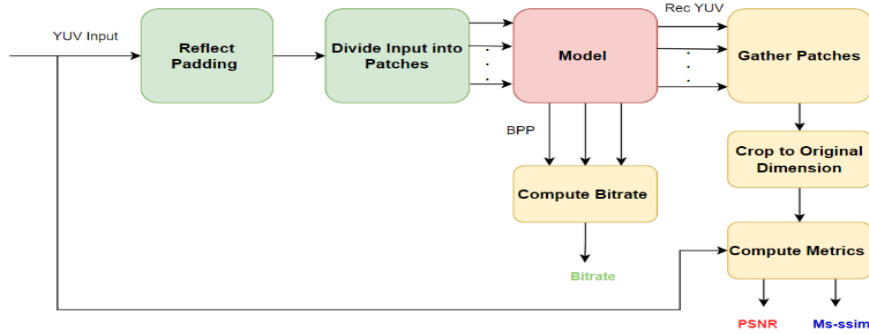 YUV Input
Reflect
Padding
Divide Input into
Patches
Model
Rec YUV
Gather Patches
BPP
Compute Bitrate
Bitrate
Crop to Original
Dimension
Compute Metrics
PSNR
Ms-ssim